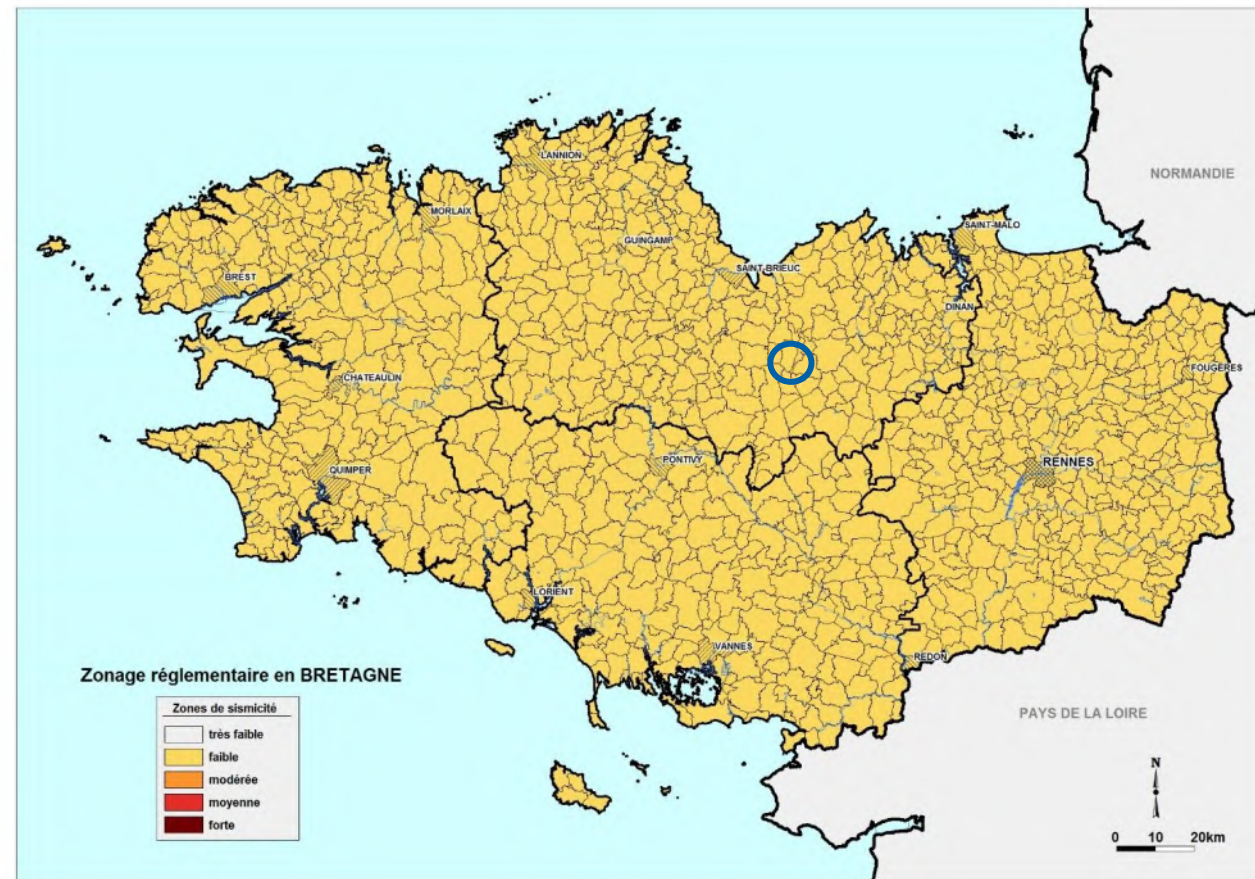 NORMANDIE
LANNION
MORLAIX
SAINT-MALO
GUINGAMP
SAINT-BRIEUC
BREST
DINAN
FOUGERES
CHATEAULIN
PONTIVY
RENNES
QUIMPER
LORIENT
VANNES
REDON
Zonage réglementaire en BRETAGNE
Zones de sismicité
très faible
faible
modérée
moyenne
forte
PAYS DE LA LOIRE
N
0 10 20km